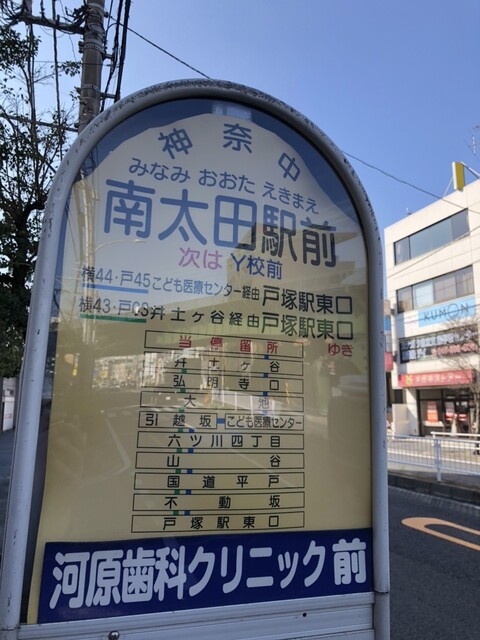 神奈中
みなみ おおた えきまえ
南太田駅前
次は Y校前
横44・戸45こども医療センター経由戸塚駅東口
横43・戸03井土ヶ谷経由戸塚駅東口
ゆき
当停留所
井土ヶ谷
弘明寺口
大池
引越坂 こども医療センター
六ツ川四丁目
山谷
国道平戸
不動坂
戸塚駅東口
河原歯科クリニック前
KUMON